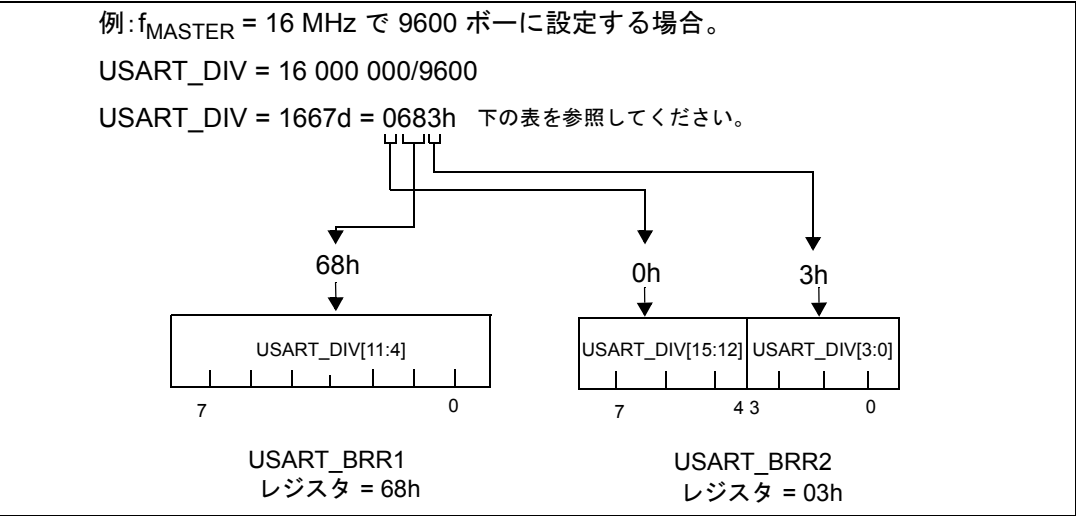 例:fMASTER = 16 MHz で 9600 ボーに設定する場合。
USART_DIV = 16 000 000/9600
USART_DIV = 1667d = 0683h 下の表を参照してください。
68h
0h
3h
USART_DIV[11:4]
USART_DIV[15:12]
USART_DIV[3:0]
7
0
7
4 3
0
USART_BRR1
レジスタ = 68h
USART_BRR2
レジスタ = 03h